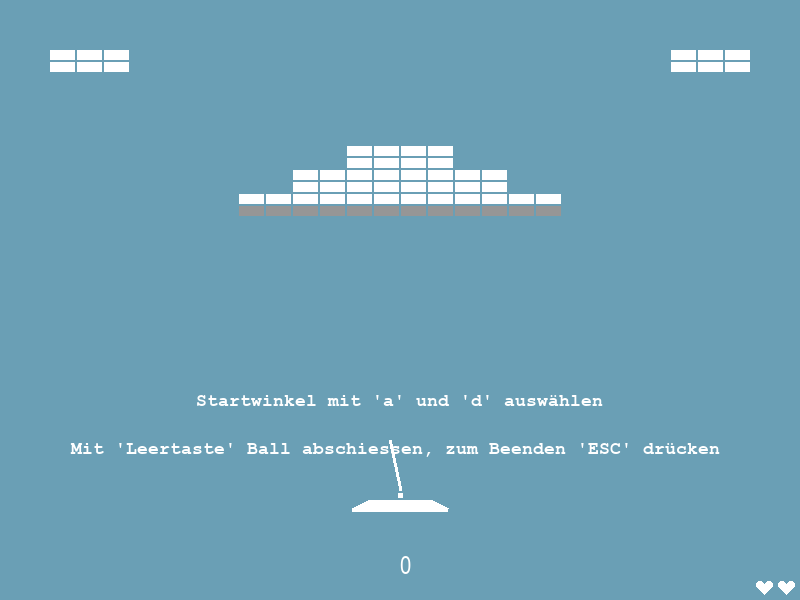 Startwinkel mit 'a' und 'd' auswählen
Mit 'Leertaste' Ball abschiessen, zum Beenden 'ESC' drücken
0